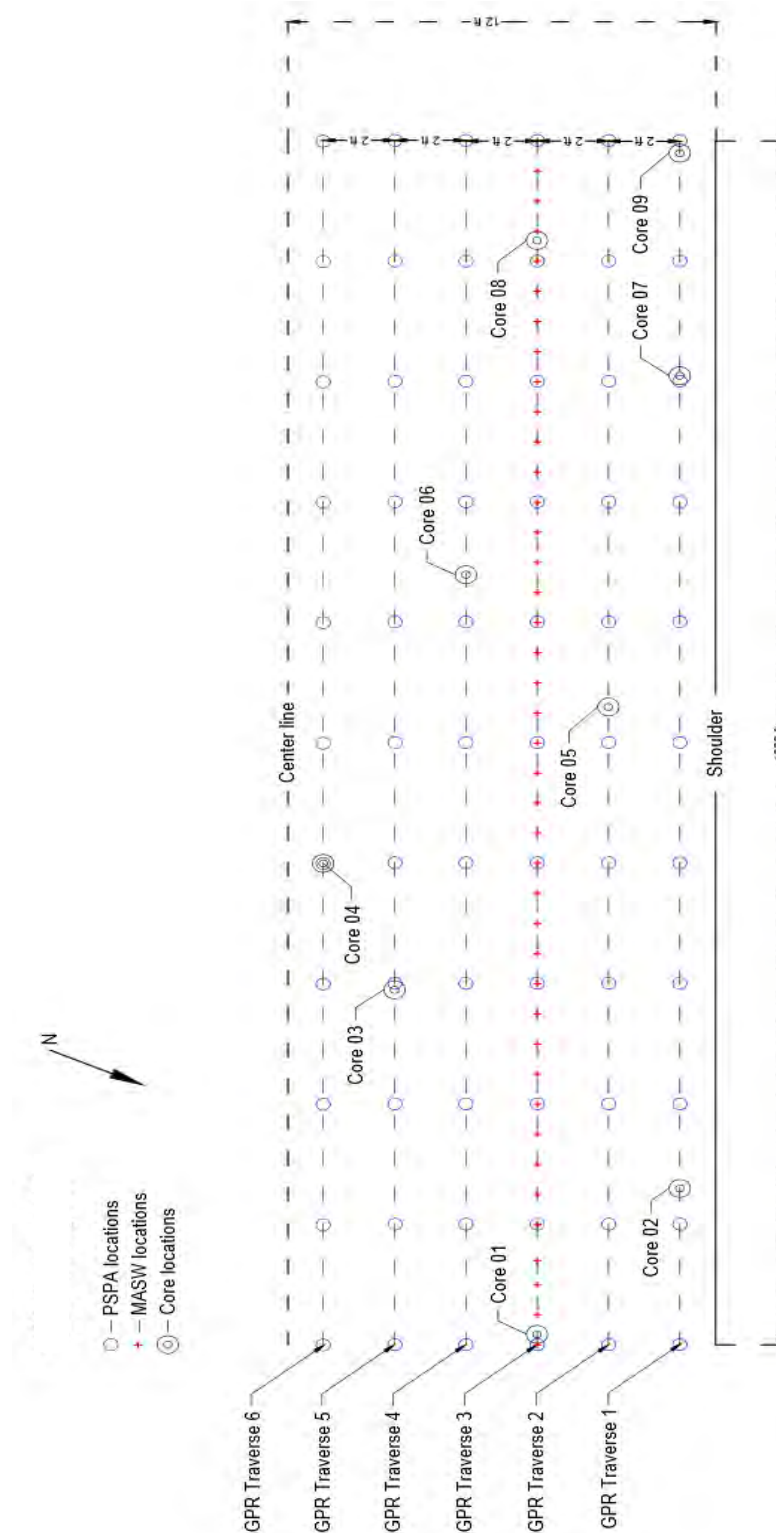 N
PSPA locations
MASW locations
Core locations
Center line
12 ft
GPR Traverse 6
GPR Traverse 5
GPR Traverse 4
GPR Traverse 3
GPR Traverse 2
GPR Traverse 1
2 ft
2 ft
2 ft
2 ft
2 ft
Core 01
Core 02
Core 03
Core 04
Core 05
Core 06
Core 07
Core 08
Core 09
Shoulder